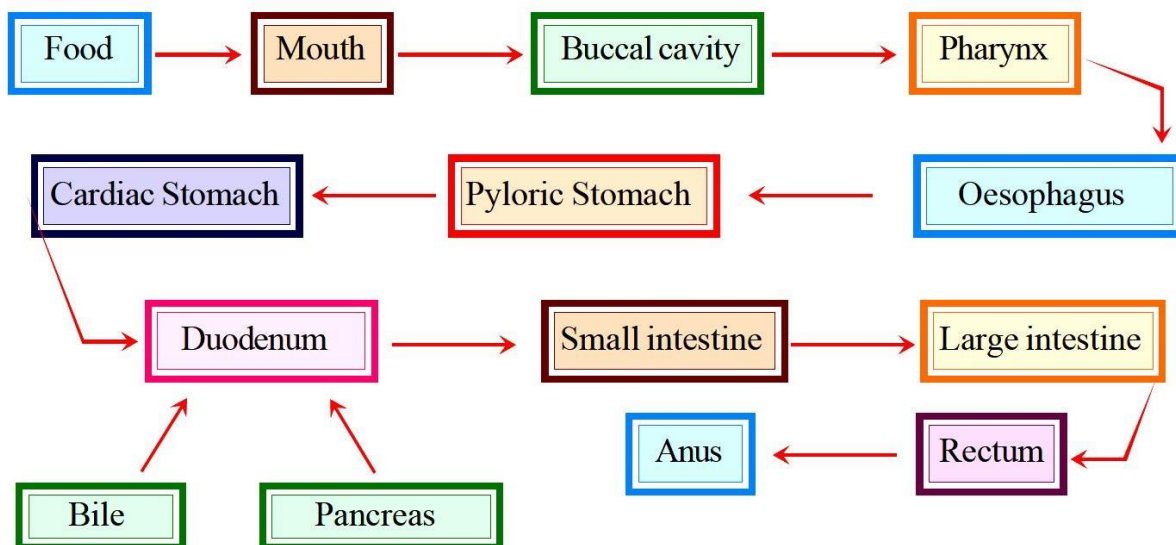 Food
Mouth
Buccal cavity
Pharynx
Oesophagus
Pyloric Stomach
Cardiac Stomach
Duodenum
Small intestine
Large intestine
Rectum
Anus
Bile
Pancreas